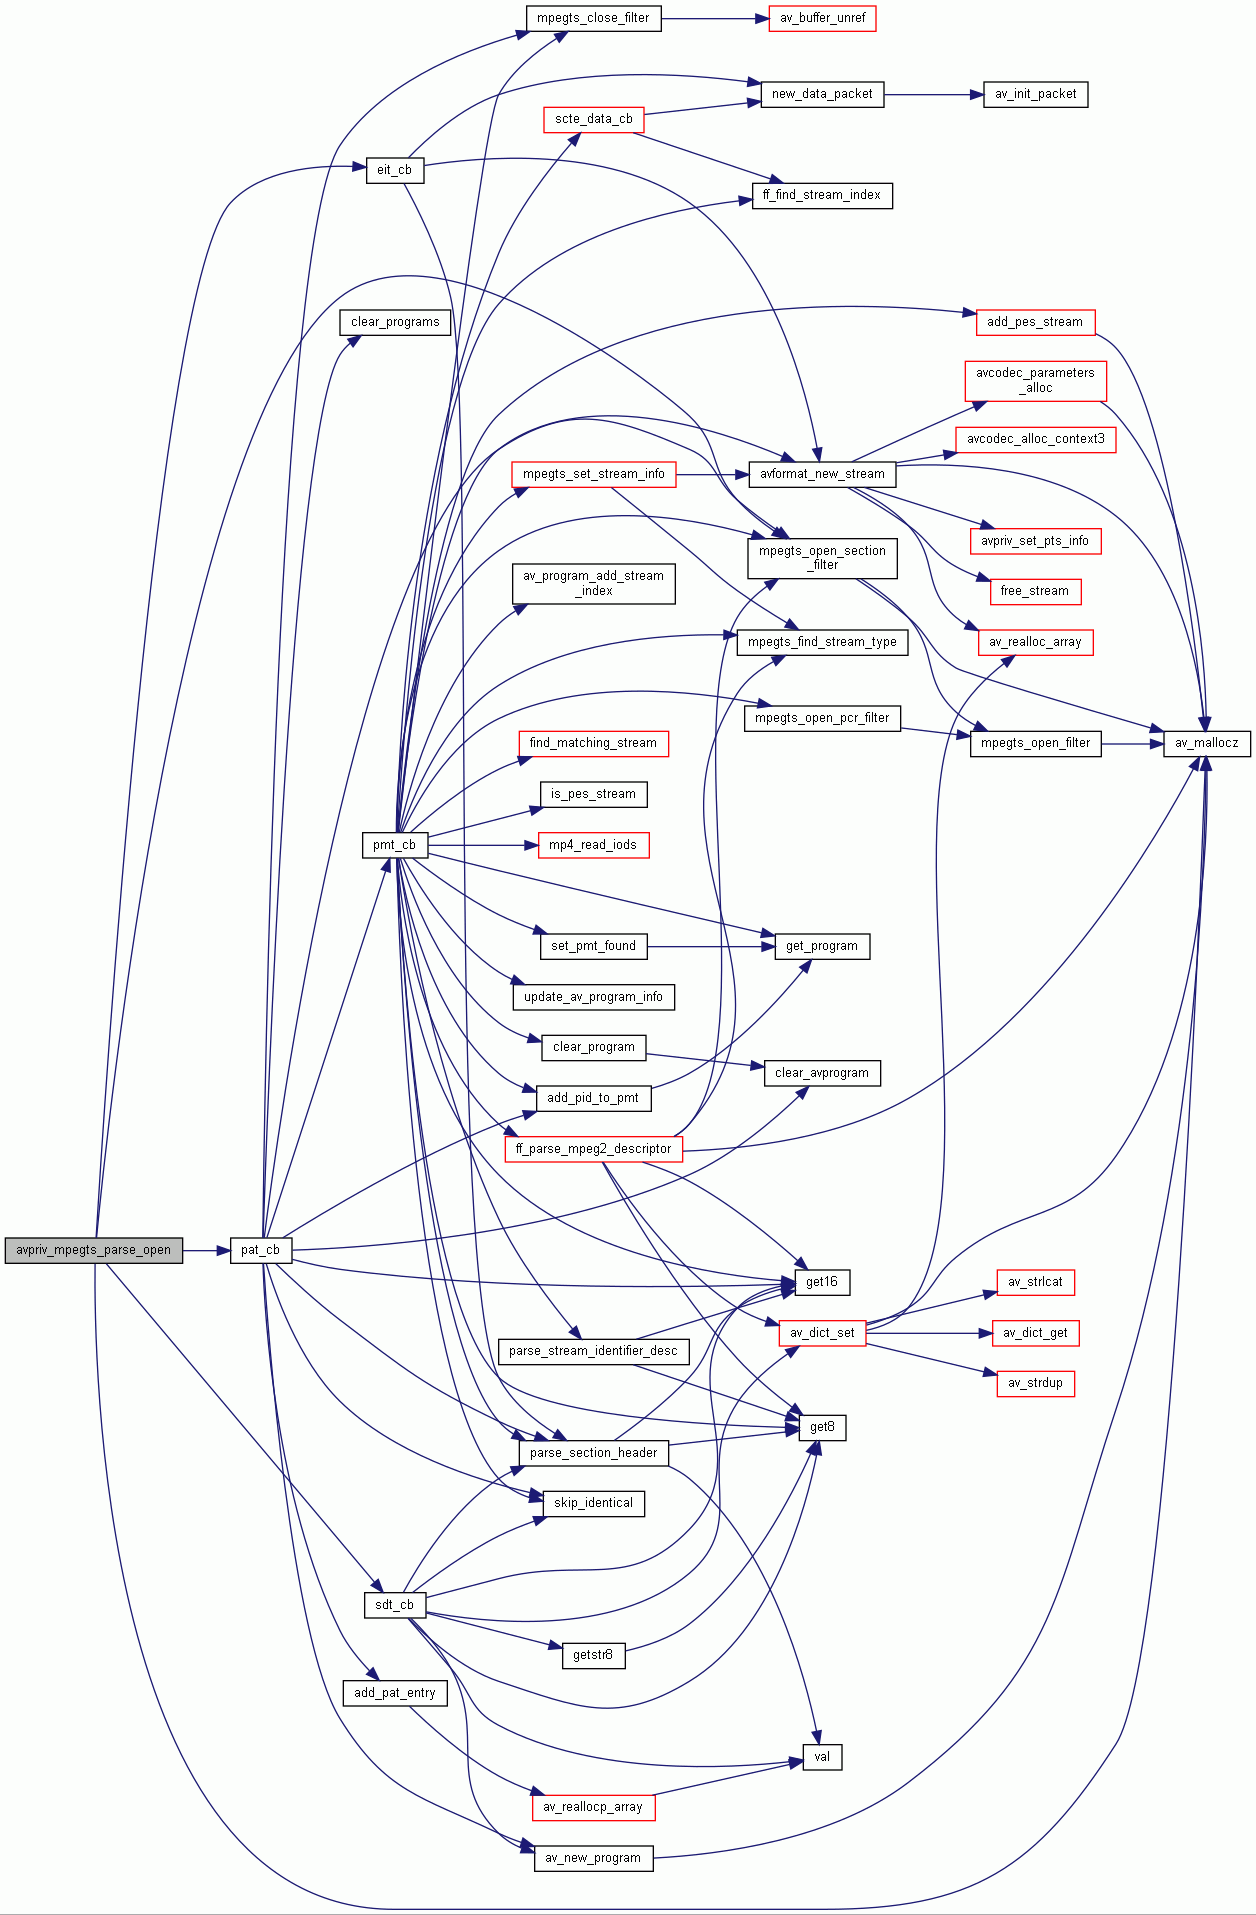 mpegts_close_filter
av_buffer_unref
new_data_packet
av_init_packet
scte_data_cb
eit_cb
ff_find_stream_index
clear_programs
add_pes_stream
avcodec_parameters
_alloc
avcodec_alloc_context3
mpegts_set_stream_info
avformat_new_stream
avpriv_set_pts_info
mpegts_open_section
_filter
av_program_add_stream
_index
free_stream
mpegts_find_stream_type
av_realloc_array
mpegts_open_pcr_filter
find_matching_stream
mpegts_open_filter
av_mallocz
is_pes_stream
pmt_cb
mp4_read_iods
set_pmt_found
get_program
update_av_program_info
clear_program
clear_avprogram
add_pid_to_pmt
ff_parse_mpeg2_descriptor
avpriv_mpegts_parse_open
pat_cb
get16
av_strlcat
av_dict_set
av_dict_get
parse_stream_identifier_desc
av_strdup
get8
parse_section_header
skip_identical
sdt_cb
getstr8
add_pat_entry
val
av_reallocp_array
av_new_program